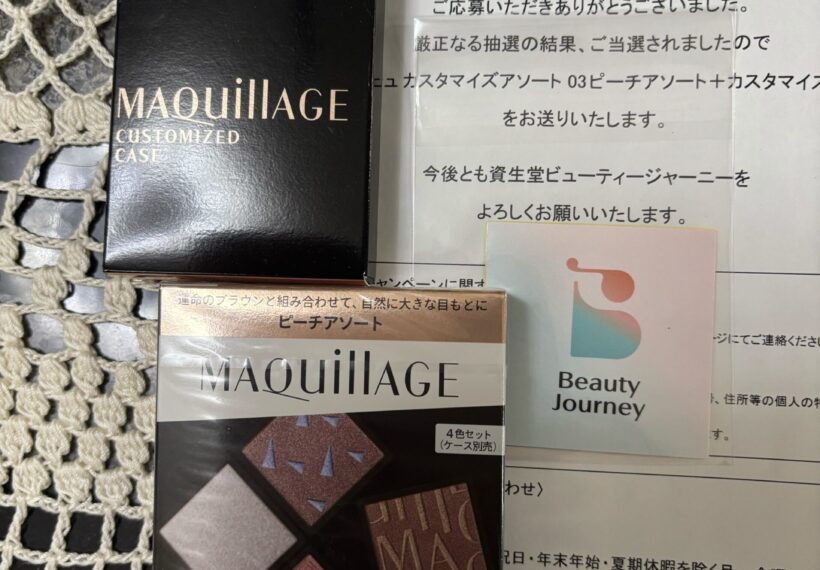 MAQuillAGE
CUSTOMIZED
CASE
ご応募いただきありがとうございました。
厳正なる抽選の結果、ご当選されましたので
カスタマイズアソート 03ピーチアソート＋カスタマイズ
をお送りいたします。
今後とも資生堂ビューティージャーニーを
よろしくお願いいたします。
ャンペーンに関す
Beauty
Journey
ージにてご連絡ください
、住所等の個人の特
す。
わせ〉
祝日・年末年始・夏期休暇を除く月
運命のブラウンと組み合わせて、自然に大きな目もとに
ピーチアソート
MAQuillAGE
4色セット
（ケース別売）
MA